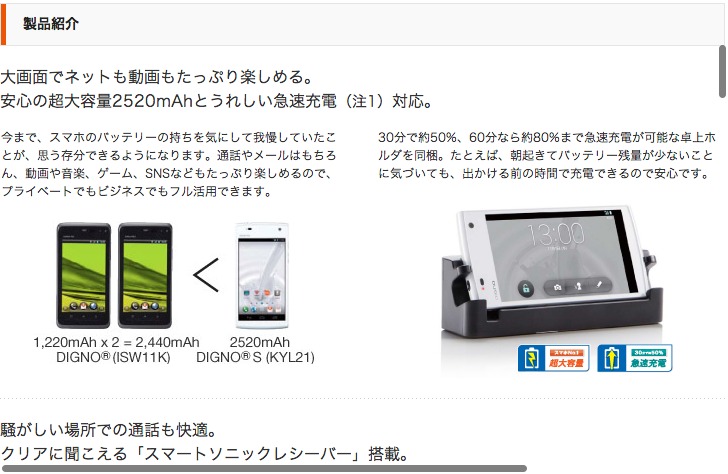 製品紹介
大画面でネットも動画もたっぷり楽しめる。
安心の超大容量2520mAhとうれしい急速充電（注1）対応。
今まで、スマホのバッテリーの持ちを気にして我慢していたこ
とが、思う存分できるようになります。通話やメールはもちろ
ん、動画や音楽、ゲーム、SNSなどもたっぷり楽しめるので、
プライベートでもビジネスでもフル活用できます。
30分で約50%、60分なら約80%まで急速充電が可能な卓上ホ
ルダを同梱。たとえば、朝起きてバッテリー残量が少ないこと
に気づいても、出かける前の時間で充電できるので安心です。
13:00
<
1,220mAh x 2 = 2,440mAh
DIGNO®(ISW11K)
2520mAh
DIGNO®S (KYL21)
スマホNo.1
超大容量
30分で50%
急速充電
騒がしい場所での通話も快適。
クリアに聞こえる「スマートソニックレシーバー」搭載。